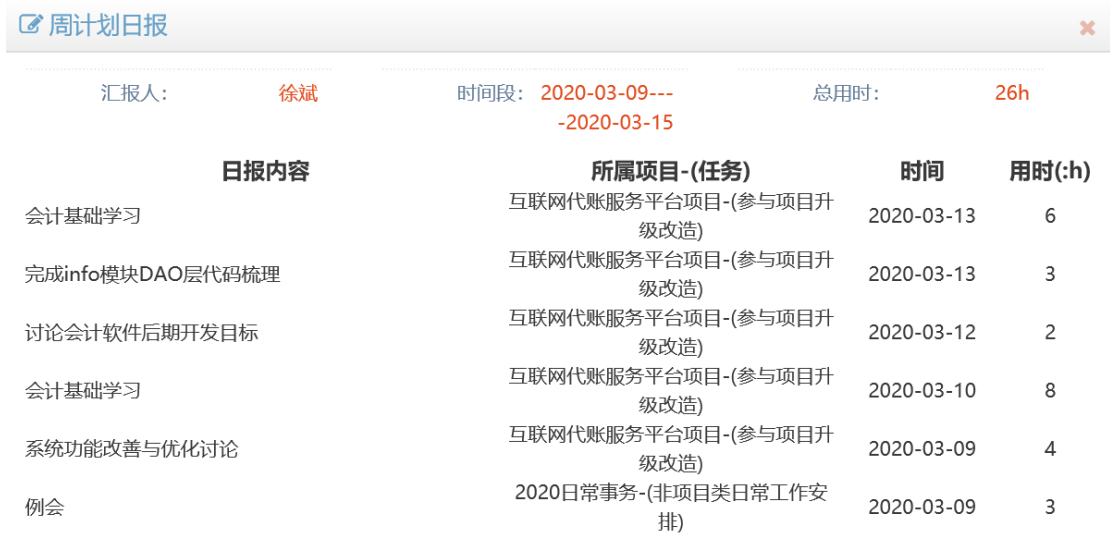 周计划日报
汇报人: 徐斌 时间段: 2020-03-09---
-2020-03-15 总用时: 26h
日报内容 所属项目-(任务) 时间 用时(:h)
会计基础学习 互联网代账服务平台项目-(参与项目升
级改造) 2020-03-13 6
完成info模块DAO层代码梳理 互联网代账服务平台项目-(参与项目升
级改造) 2020-03-13 3
讨论会计软件后期开发目标 互联网代账服务平台项目-(参与项目升
级改造) 2020-03-12 2
会计基础学习 互联网代账服务平台项目-(参与项目升
级改造) 2020-03-10 8
系统功能改善与优化讨论 互联网代账服务平台项目-(参与项目升
级改造) 2020-03-09 4
例会 2020日常事务-(非项目类日常工作安
排) 2020-03-09 3